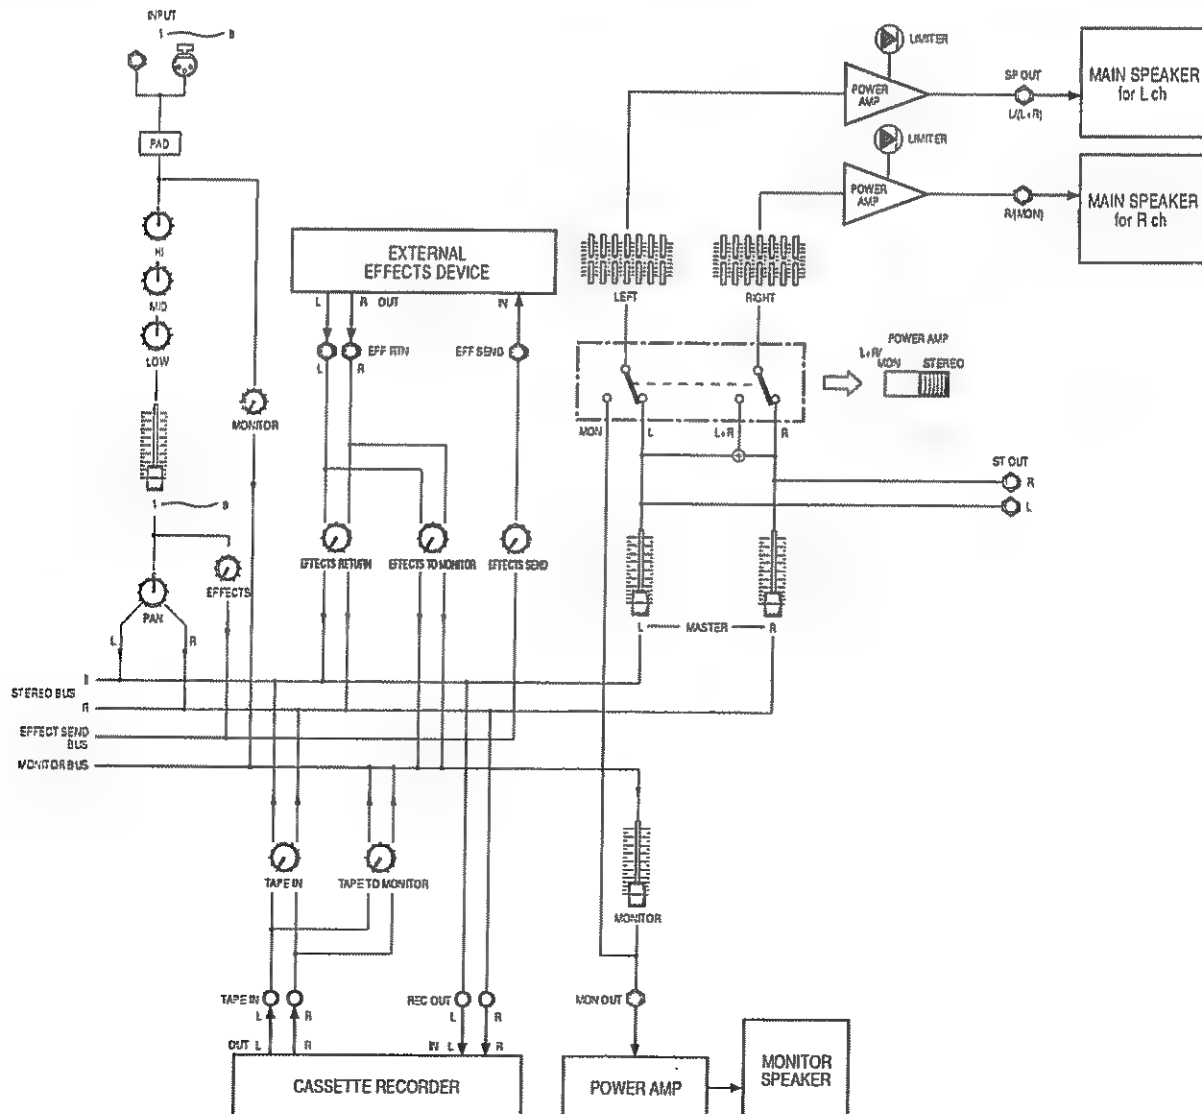 INPUT
1 8
PAD
HI
MID
LOW
MONITOR
1 8
EFFECTS
PAN
L R
STEREO BUS
R
EFFECT SEND
BUS
MONITOR BUS
EXTERNAL
EFFECTS DEVICE
L R OUT IN
EFF RTN EFF SEND
L R
EFFECTS RETURN EFFECTS TO MONITOR EFFECTS SEND
LIMITER
POWER
AMP
SP OUT
L/(L+R)
MAIN SPEAKER
for L ch
LIMITER
POWER
AMP
R/(MON)
MAIN SPEAKER
for R ch
LEFT RIGHT
POWER AMP
L+R/
MON STEREO
MON L L+R R
ST OUT
R
L
L MASTER R
TAPE IN TAPE TO MONITOR
MONITOR
TAPE IN REC OUT MON OUT
L R L R
OUT L R IN L R
CASSETTE RECORDER
POWER AMP
MONITOR
SPEAKER